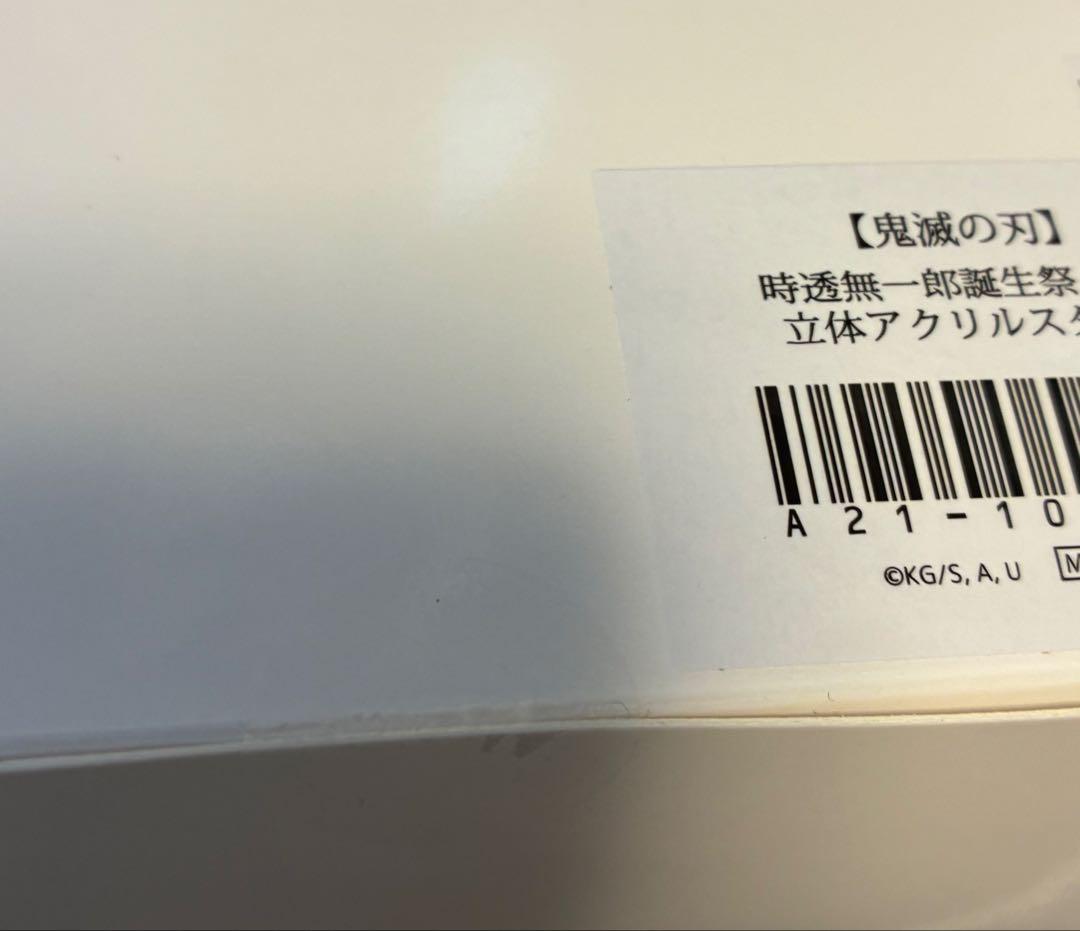 【鬼滅の刃】
時透無一郎誕生祭
立体アクリルス
A21-10
©KG/S,A,U
M